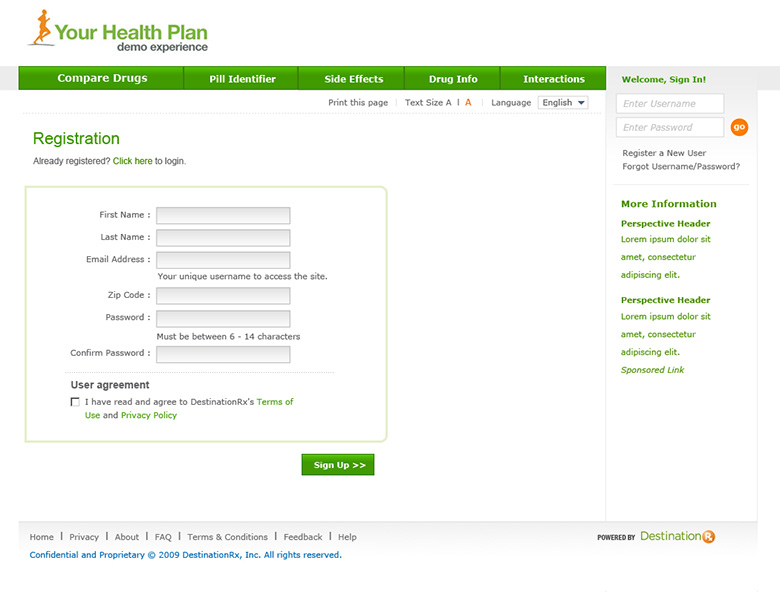 Your Health Plan
demo experience
Compare Drugs Pill Identifier Side Effects Drug Info Interactions
Print this page Text Size A A Language English
Registration
Already registered? Click here to login.
First Name :
Last Name :
Email Address :
Your unique username to access the site.
Zip Code :
Password :
Must be between 6 - 14 characters
Confirm Password :
User agreement
I have read and agree to DestinationRx's Terms of
Use and Privacy Policy
Sign Up >>
Welcome, Sign In!
Enter Username
Enter Password go
Register a New User
Forgot Username/Password?
More Information
Perspective Header
Lorem ipsum dolor sit
amet, consectetur
adipiscing elit.
Perspective Header
Lorem ipsum dolor sit
amet, consectetur
adipiscing elit.
Sponsored Link
Home | Privacy | About | FAQ | Terms & Conditions | Feedback | Help
Confidential and Proprietary © 2009 DestinationRx, Inc. All rights reserved.
POWERED BY DestinationRx